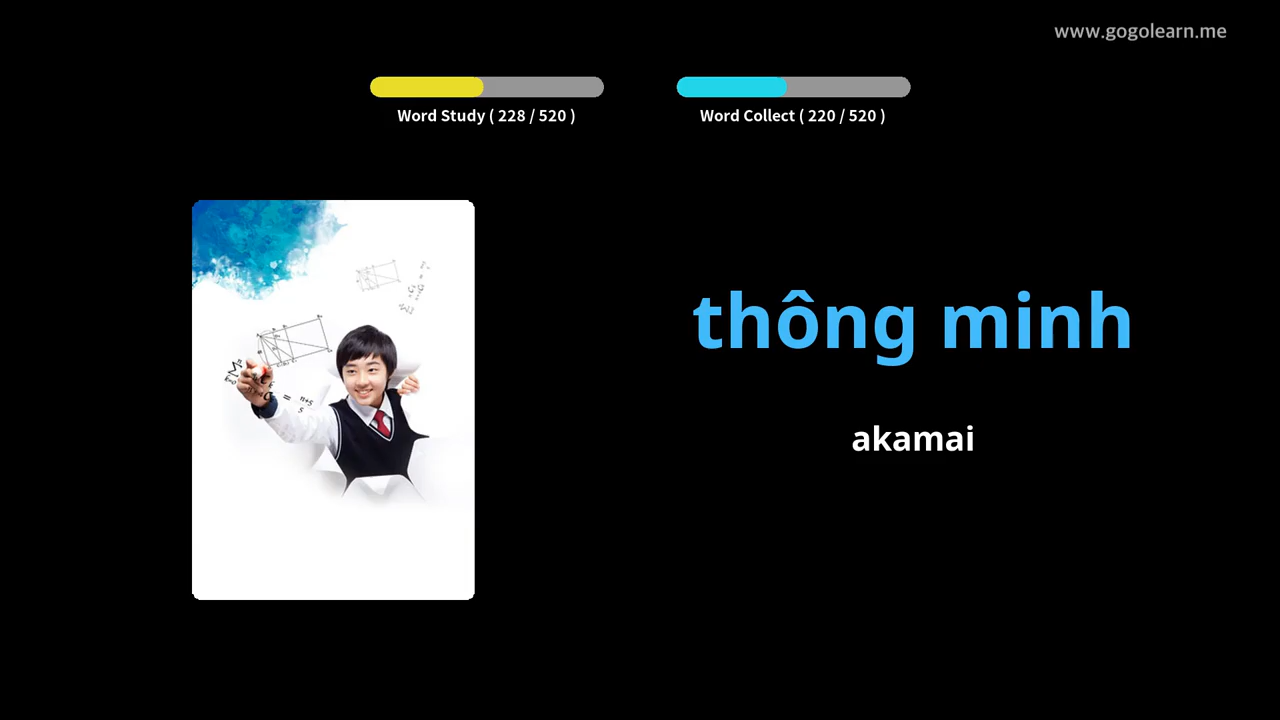 www.gogolearn.me
Word Study ( 228 / 520 )
Word Collect ( 220 / 520 )
thông minh
akamai